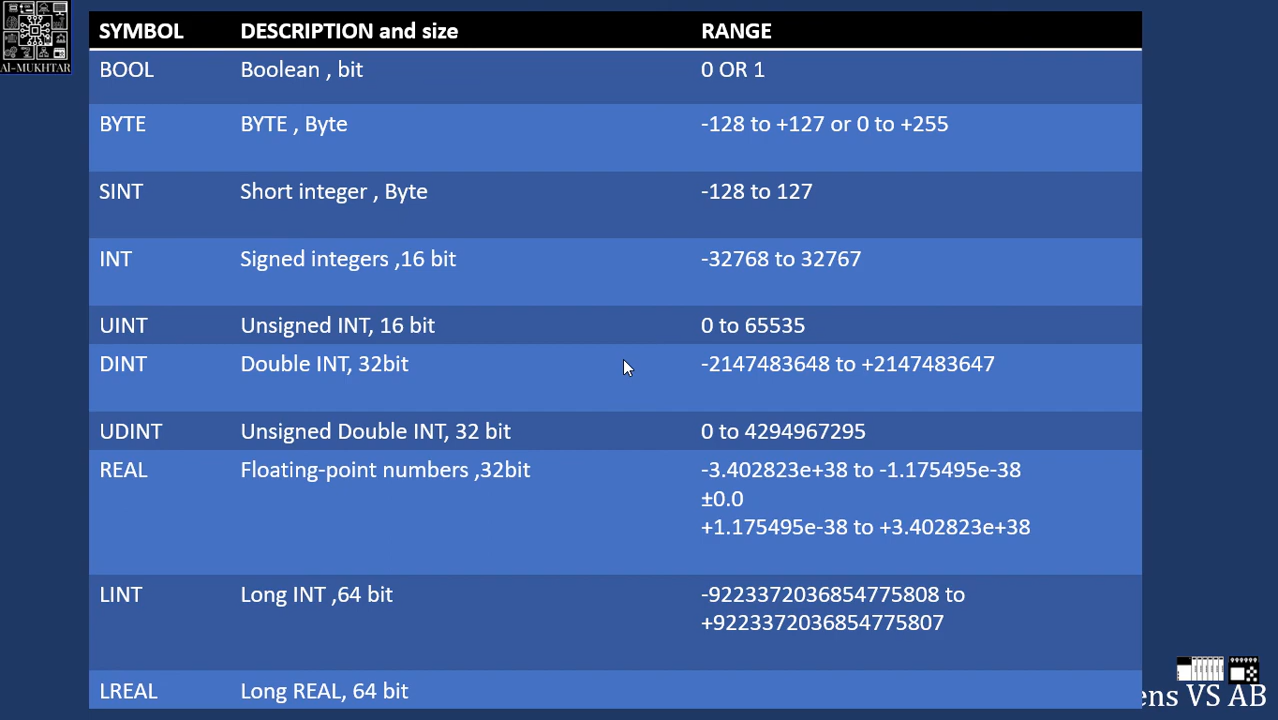 AI-MUKHTAR
SYMBOL DESCRIPTION and size RANGE
BOOL Boolean , bit 0 OR 1
BYTE BYTE , Byte -128 to +127 or 0 to +255
SINT Short integer , Byte -128 to 127
INT Signed integers ,16 bit -32768 to 32767
UINT Unsigned INT, 16 bit 0 to 65535
DINT Double INT, 32bit -2147483648 to +2147483647
UDINT Unsigned Double INT, 32 bit 0 to 4294967295
REAL Floating-point numbers ,32bit -3.402823e+38 to -1.175495e-38
±0.0
+1.175495e-38 to +3.402823e+38
LINT Long INT ,64 bit -9223372036854775808 to
+9223372036854775807
LREAL Long REAL, 64 bit
ens VS AB